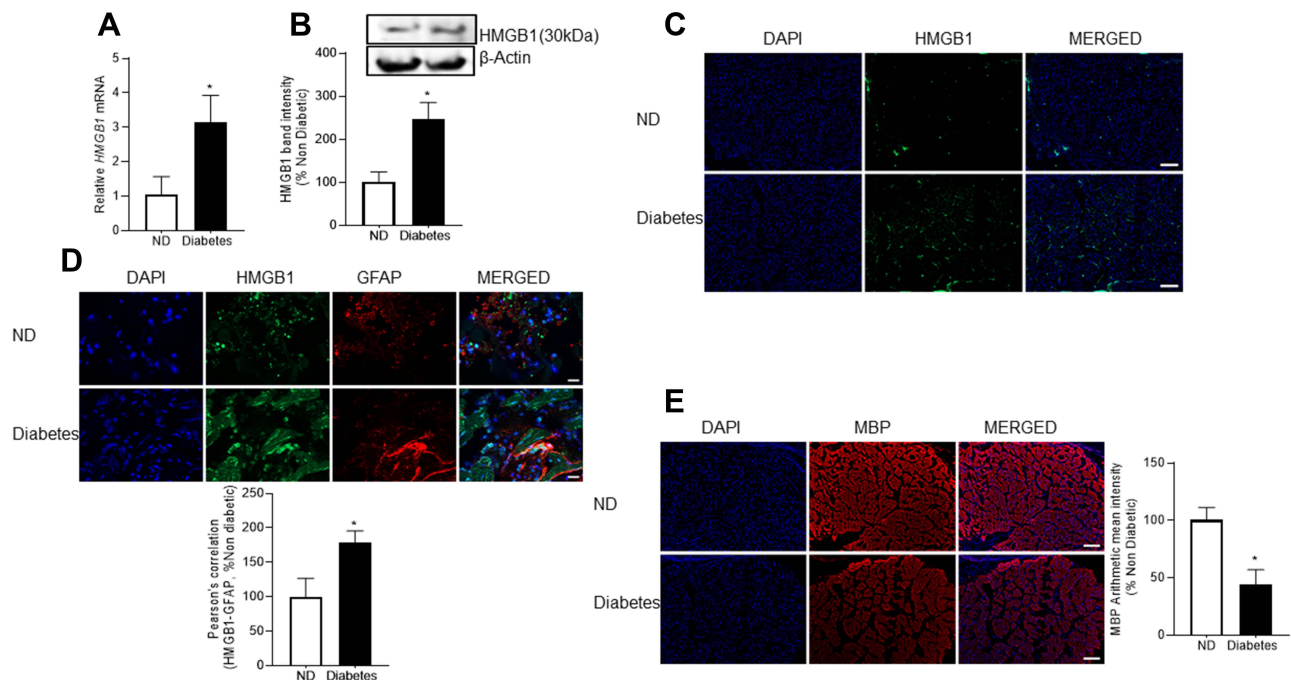 A
Relative HMGB1 mRNA
5
4
3
2
1
0
*
ND
Diabetes
B
HMGB1(30kDa)
β-Actin
HMGB1 band intensity
(% Non Diabetic)
400
300
200
100
0
*
ND
Diabetes
C
DAPI
HMGB1
MERGED
ND
Diabetes
D
DAPI
HMGB1
GFAP
MERGED
ND
Diabetes
Pearson's correlation
(HMGB1-GFAP, %Non diabetic)
250
200
150
100
50
0
*
ND
Diabetes
E
DAPI
MBP
MERGED
ND
Diabetes
MBP Arithmetic mean intensity
(% Non Diabetic)
150
100
50
0
*
ND
Diabetes